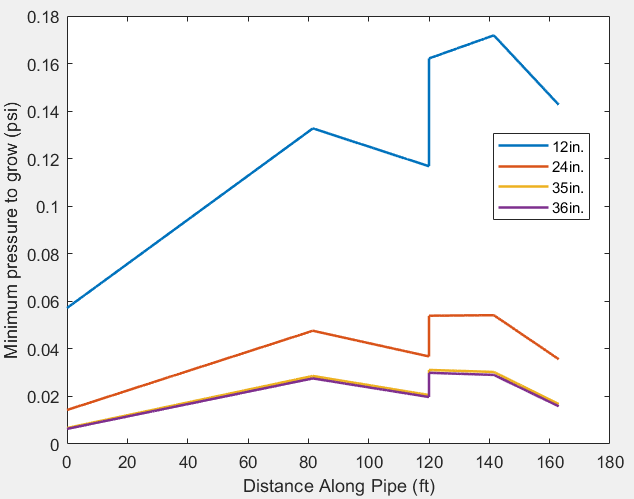 0.18
0.16
0.14
0.12
0.1
0.08
0.06
0.04
0.02
0
Minimum pressure to grow (psi)
12in.
24in.
35in.
36in.
0 20 40 60 80 100 120 140 160 180
Distance Along Pipe (ft)